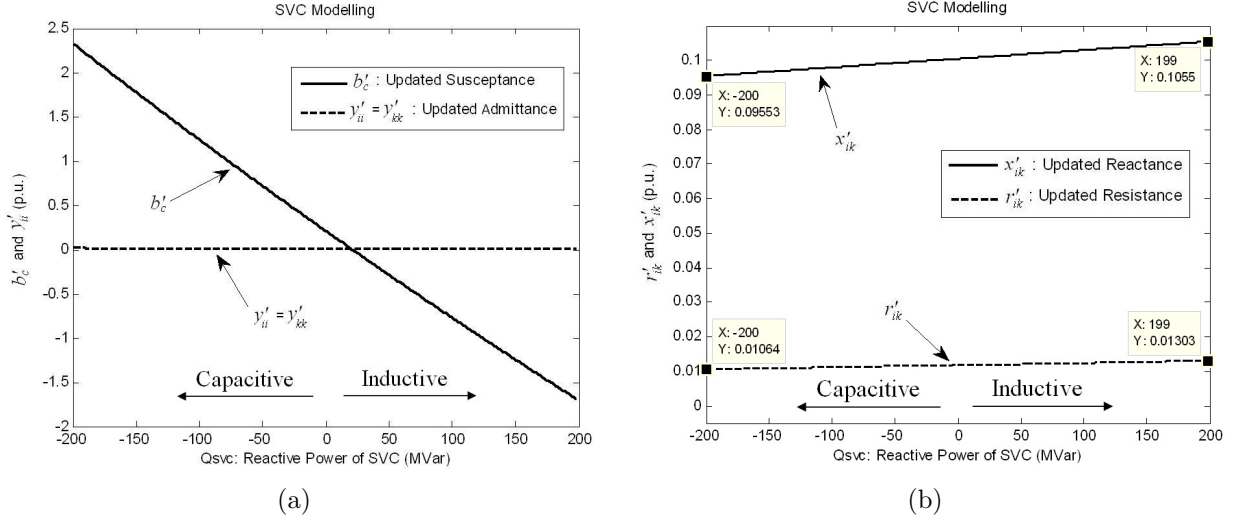 SVC Modelling
2.5
2
1.5
1
0.5
0
-0.5
-1
-1.5
-2
b'c and y'ii (p.u.)
b'c : Updated Susceptance
y'ii = y'kk : Updated Admittance
b'c
y'ii = y'kk
Capacitive
Inductive
-200 -150 -100 -50 0 50 100 150 200
Qsvc: Reactive Power of SVC (MVar)
(a)
SVC Modelling
0.1
0.09
0.08
0.07
0.06
0.05
0.04
0.03
0.02
0.01
0
r'ik and x'ik (p.u.)
X: -200
Y: 0.09553
X: 199
Y: 0.1055
x'ik
x'ik : Updated Reactance
r'ik : Updated Resistance
r'ik
X: -200
Y: 0.01064
X: 199
Y: 0.01303
Capacitive
Inductive
-200 -150 -100 -50 0 50 100 150 200
Qsvc: Reactive Power of SVC (MVar)
(b)